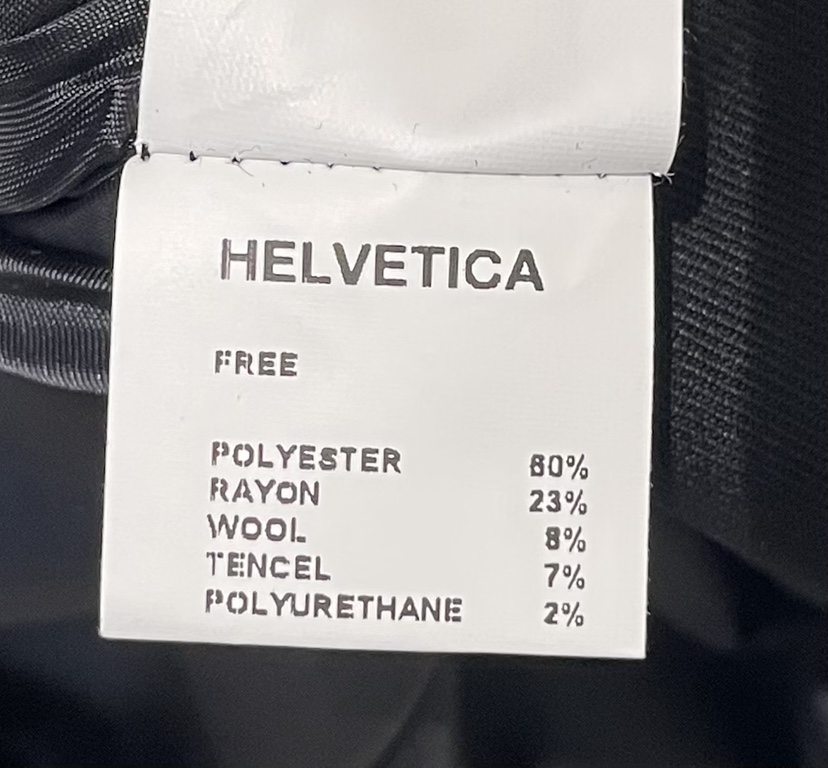 HELVETICA
FREE
POLYESTER 60%
RAYON 23%
WOOL 8%
TENCEL 7%
POLYURETHANE 2%